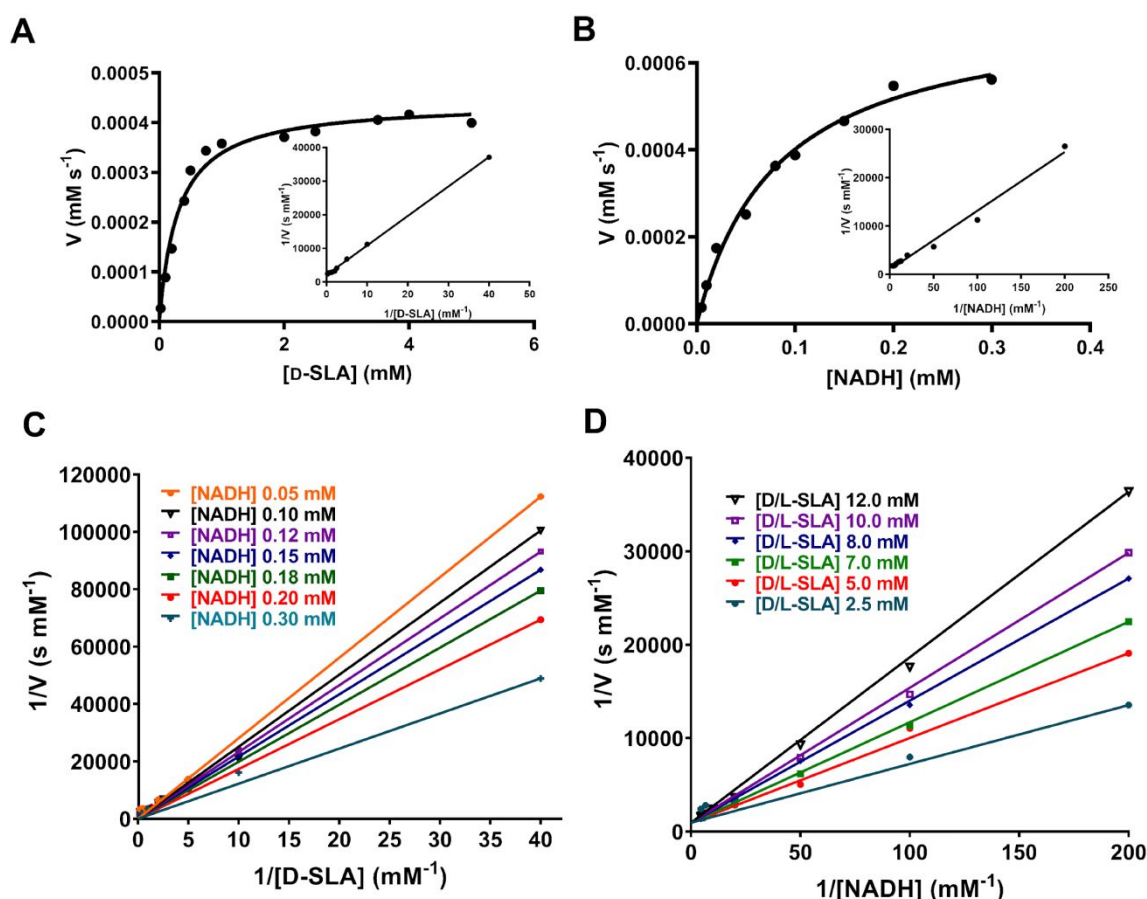 A
V (mM s-1)
0.0005
0.0004
0.0003
0.0002
0.0001
0.0000
0 2 4 6
[D-SLA] (mM)
1/V (s mM-1)
40000
30000
20000
10000
0
0 10 20 30 40 50
1/[D-SLA] (mM-1)
B
V (mM s-1)
0.0006
0.0004
0.0002
0.0000
0.0 0.1 0.2 0.3 0.4
[NADH] (mM)
1/V (s mM-1)
30000
20000
10000
0
0 50 100 150 200 250
1/[NADH] (mM-1)
C
1/V (s mM-1)
120000
100000
80000
60000
40000
20000
0
0 5 10 15 20 25 30 35 40
1/[D-SLA] (mM-1)
[NADH] 0.05 mM
[NADH] 0.10 mM
[NADH] 0.12 mM
[NADH] 0.15 mM
[NADH] 0.18 mM
[NADH] 0.20 mM
[NADH] 0.30 mM
D
1/V (s mM-1)
40000
30000
20000
10000
0
0 50 100 150 200
1/[NADH] (mM-1)
[D/L-SLA] 12.0 mM
[D/L-SLA] 10.0 mM
[D/L-SLA] 8.0 mM
[D/L-SLA] 7.0 mM
[D/L-SLA] 5.0 mM
[D/L-SLA] 2.5 mM